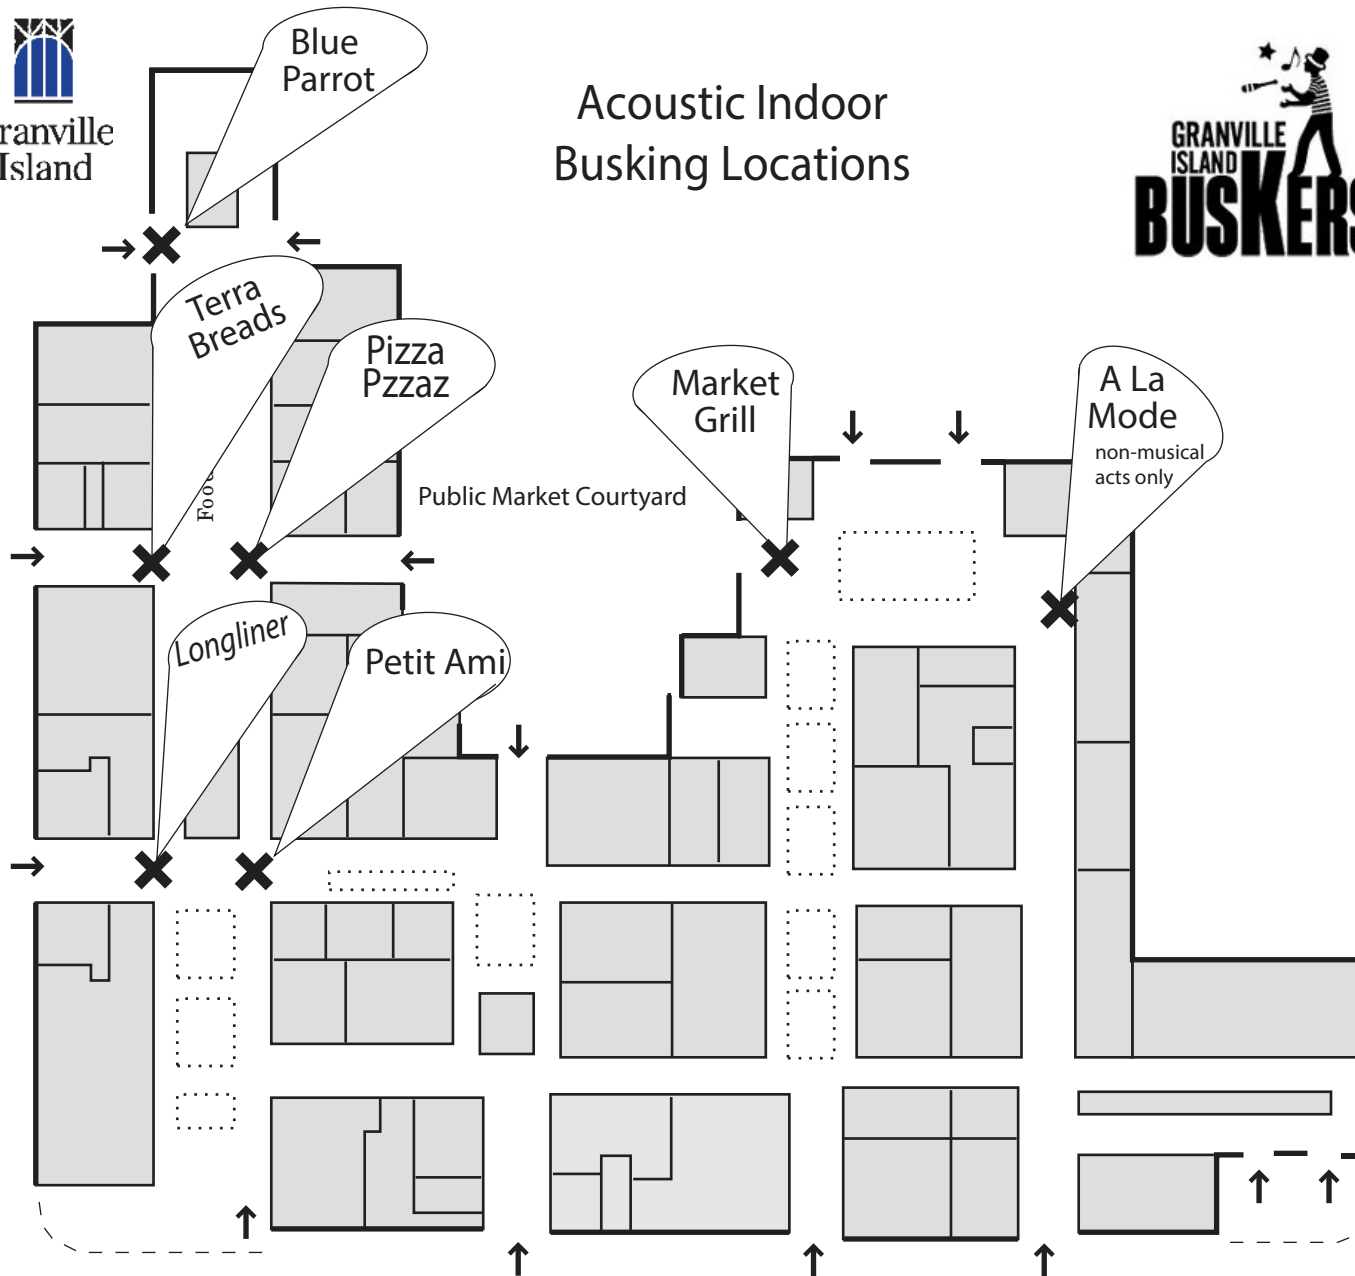 ranville
Island
Blue
Parrot
Acoustic Indoor
Busking Locations
GRANVILLE
ISLAND
BUSKERS
Terra
Breads
Pizza
Pzzaz
Market
Grill
A La
Mode
non-musical
acts only
Food
Public Market Courtyard
Longliner
Petit Ami